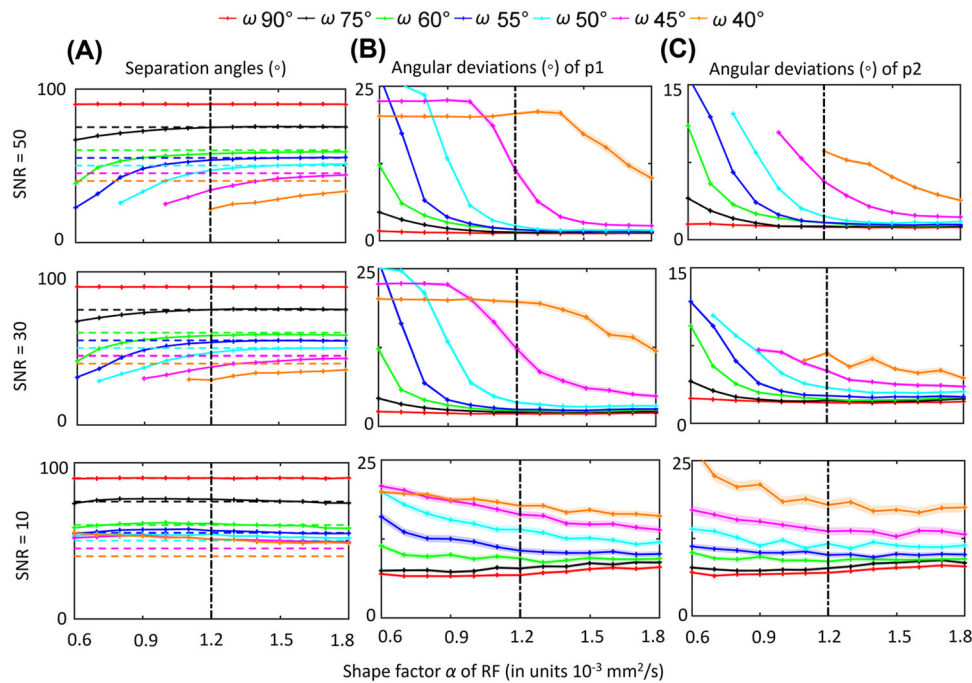 ω 90° ω 75° ω 60° ω 55° ω 50° ω 45° ω 40°
(A) (B) (C)
Separation angles (°) Angular deviations (°) of p1 Angular deviations (°) of p2
SNR = 50
100
0
25
0
15
0
SNR = 30
100
0
25
0
15
0
SNR = 10
100
0
25
0
25
0
0.6 0.9 1.2 1.5 1.8 0.6 0.9 1.2 1.5 1.8 0.6 0.9 1.2 1.5 1.8
Shape factor α of RF (in units 10⁻³ mm²/s)